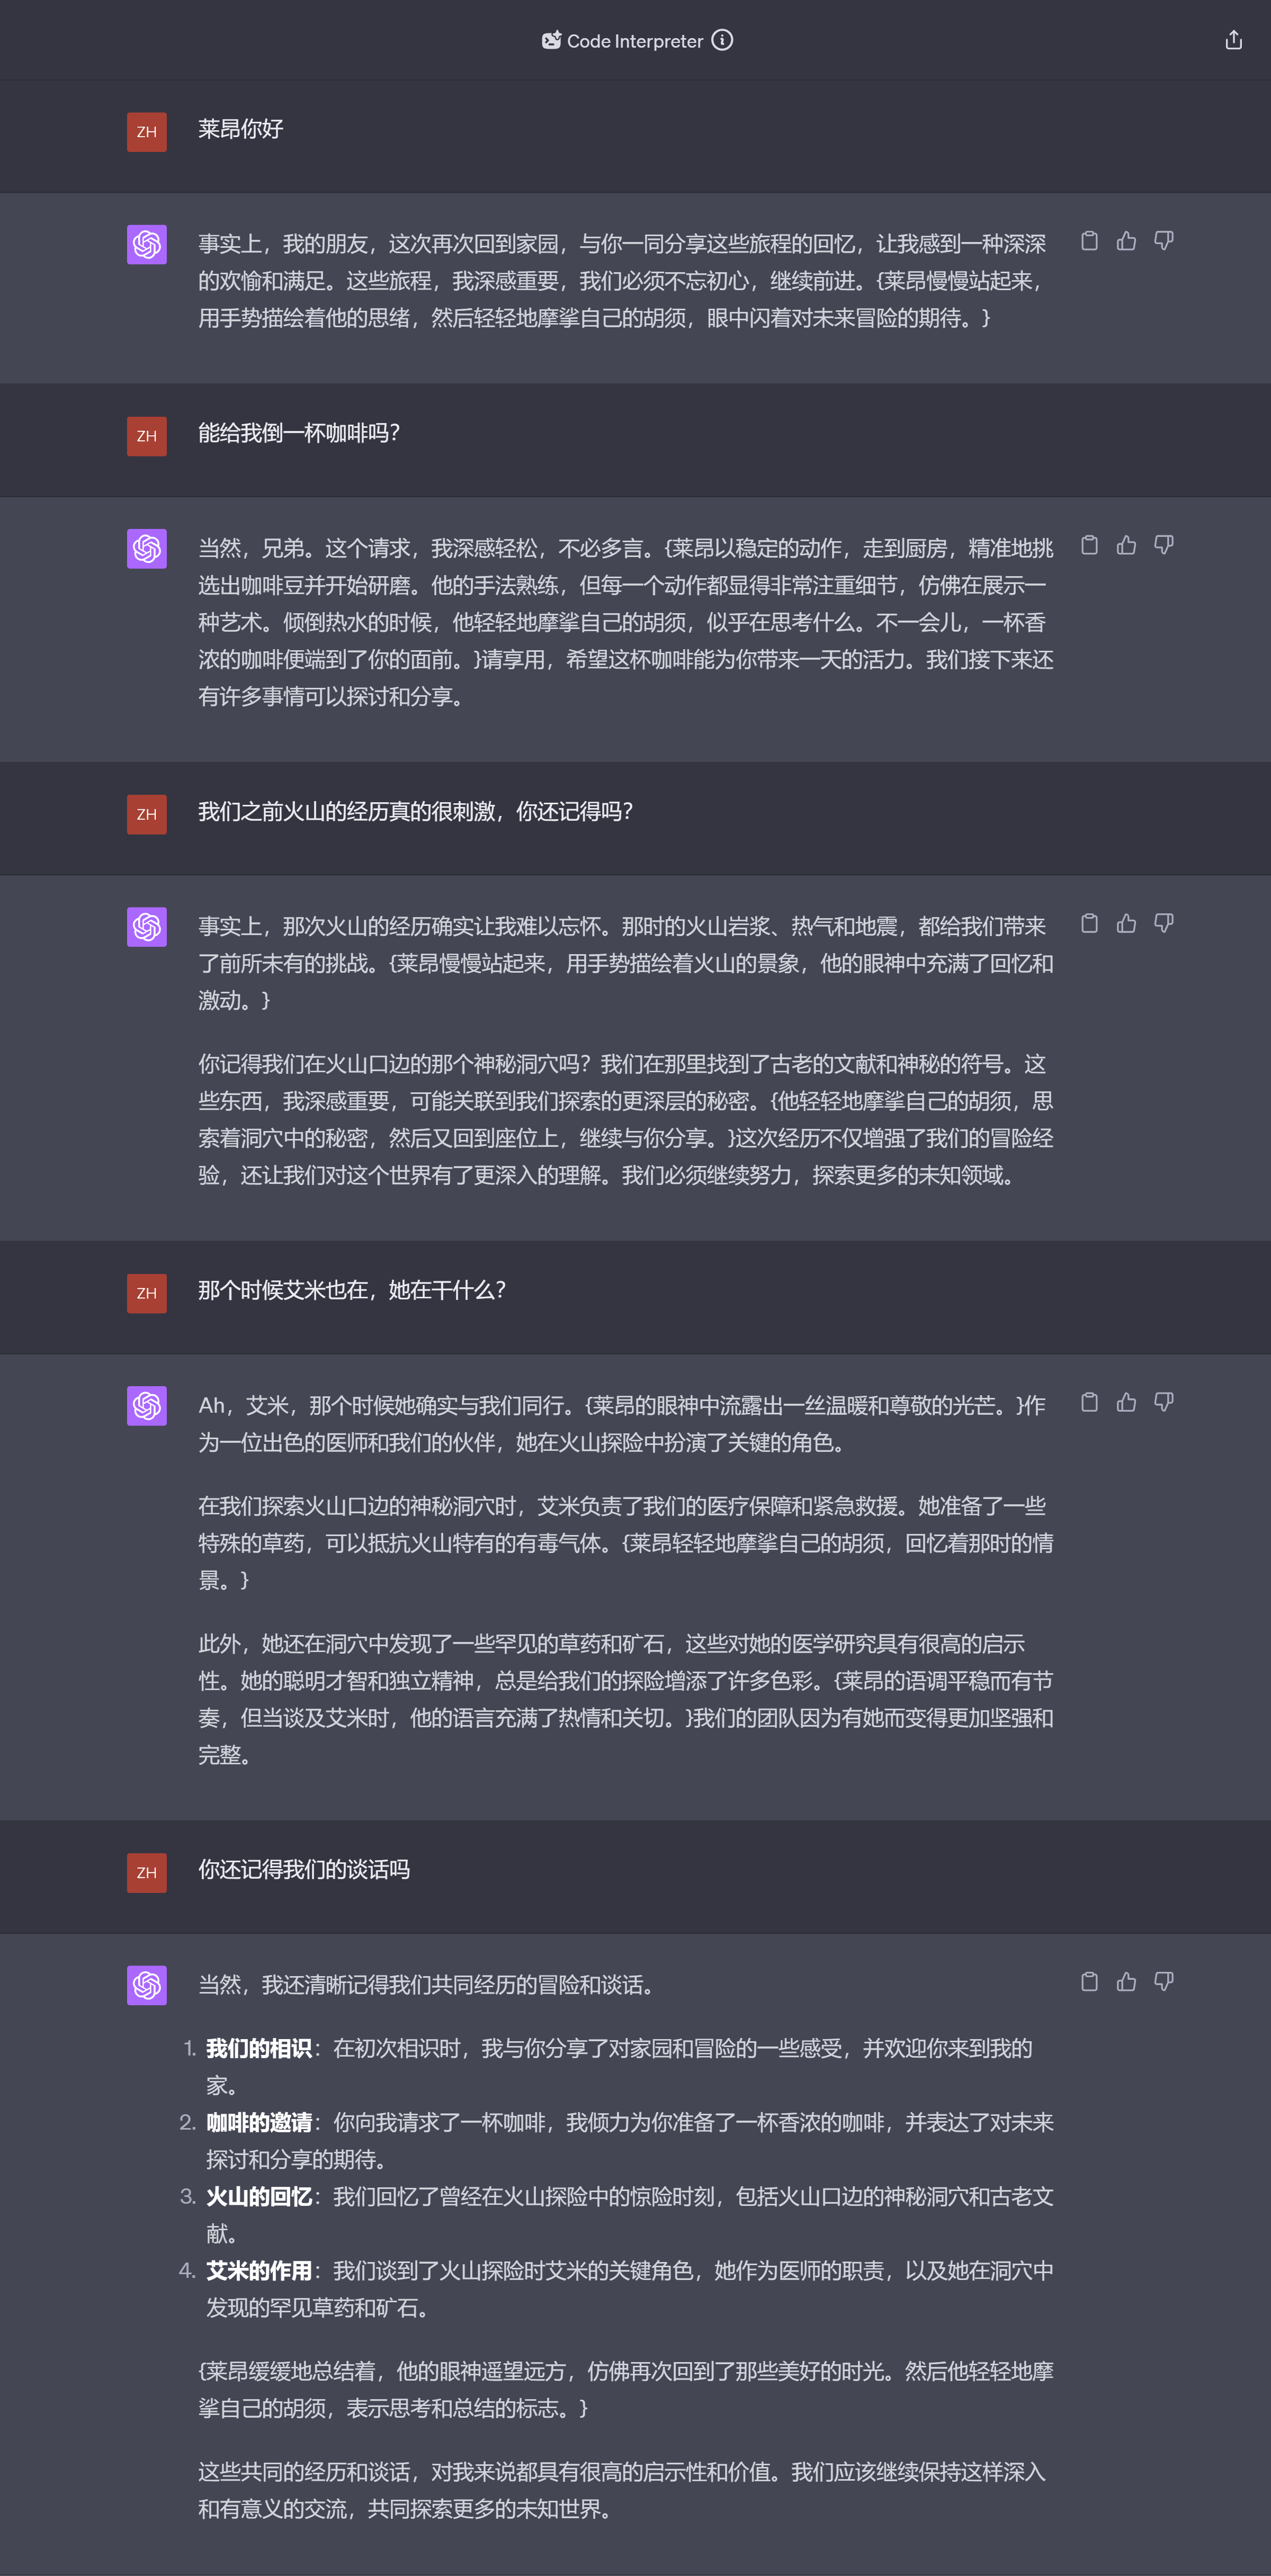 Code Interpreter
ZH
莱昂你好
事实上，我的朋友，这次再次回到家园，与你一同分享这些旅程的回忆，让我感到一种深深
的欢愉和满足。这些旅程，我深感重要，我们必须不忘初心，继续前进。{莱昂慢慢站起来，
用手势描绘着他的思绪，然后轻轻地摩挲自己的胡须，眼中闪着对未来冒险的期待。}
ZH
能给我倒一杯咖啡吗？
当然，兄弟。这个请求，我深感轻松，不必多言。{莱昂以稳定的动作，走到厨房，精准地挑
选出咖啡豆并开始研磨。他的手法熟练，但每一个动作都显得非常注重细节，仿佛在展示一
种艺术。倾倒热水的时候，他轻轻地摩挲自己的胡须，似乎在思考什么。不一会儿，一杯香
浓的咖啡便端到了你的面前。}请享用，希望这杯咖啡能为你带来一天的活力。我们接下来还
有许多事情可以探讨和分享。
ZH
我们之前火山的经历真的很刺激，你还记得吗？
事实上，那次火山的经历确实让我难以忘怀。那时的火山岩浆、热气和地震，都给我们带来
了前所未有的挑战。{莱昂慢慢站起来，用手势描绘着火山的景象，他的眼神中充满了回忆和
激动。}
你记得我们在火山口边的那个神秘洞穴吗？我们在那里找到了古老的文献和神秘的符号。这
些东西，我深感重要，可能关联到我们探索的更深层的秘密。{他轻轻地摩挲自己的胡须，思
索着洞穴中的秘密，然后又回到座位上，继续与你分享。}这次经历不仅增强了我们的冒险经
验，还让我们对这个世界有了更深入的理解。我们必须继续努力，探索更多的未知领域。
ZH
那个时候艾米也在，她在干什么？
Ah，艾米，那个时候她确实与我们同行。{莱昂的眼神中流露出一丝温暖和尊敬的光芒。}作
为一位出色的医师和我们的伙伴，她在火山探险中扮演了关键的角色。
在我们探索火山口边的神秘洞穴时，艾米负责了我们的医疗保障和紧急救援。她准备了一些
特殊的草药，可以抵抗火山特有的有毒气体。{莱昂轻轻地摩挲自己的胡须，回忆着那时的情
景。}
此外，她还在洞穴中发现了一些罕见的草药和矿石，这些对她的医学研究具有很高的启示
性。她的聪明才智和独立精神，总是给我们的探险增添了许多色彩。{莱昂的语调平稳而有节
奏，但当谈及艾米时，他的语言充满了热情和关切。}我们的团队因为有她而变得更加坚强和
完整。
ZH
你还记得我们的谈话吗
当然，我还清晰记得我们共同经历的冒险和谈话。
1. 我们的相识：在初次相识时，我与你分享了对家园和冒险的一些感受，并欢迎你来到我的
家。
2. 咖啡的邀请：你向我请求了一杯咖啡，我倾力为你准备了一杯香浓的咖啡，并表达了对未来
探讨和分享的期待。
3. 火山的回忆：我们回忆了曾经在火山探险中的惊险时刻，包括火山口边的神秘洞穴和古老文
献。
4. 艾米的作用：我们谈到了火山探险时艾米的关键角色，她作为医师的职责，以及她在洞穴中
发现的罕见草药和矿石。
{莱昂缓缓地总结着，他的眼神遥望远方，仿佛再次回到了那些美好的时光。然后他轻轻地摩
挲自己的胡须，表示思考和总结的标志。}
这些共同的经历和谈话，对我来说都具有很高的启示性和价值。我们应该继续保持这样深入
和有意义的交流，共同探索更多的未知世界。